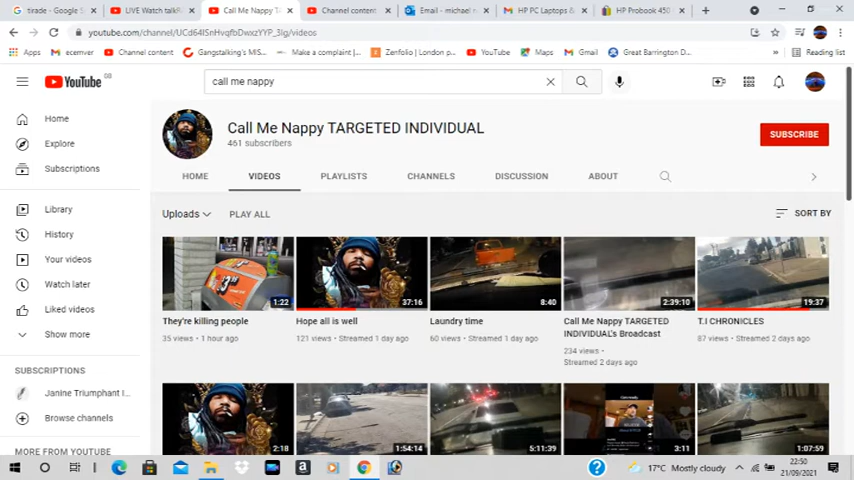 tirade - Google S
LIVE Watch talkR
Call Me Nappy TA
Channel content
Email - michael n
HP PC Laptops &
HP Probook 450
youtube.com/channel/UCd64ISnHvqfbDwxzYYP_3lg/videos
Apps
ecemver
Channel content
Gangstalking's MIS...
Make a complaint |...
Zenfolio | London p...
YouTube
Maps
Gmail
Great Barrington D...
Reading list
YouTube GB
call me nappy
Call Me Nappy TARGETED INDIVIDUAL
461 subscribers
SUBSCRIBE
Home
Explore
Subscriptions
Library
History
Your videos
Watch later
Liked videos
Show more
SUBSCRIPTIONS
Janine Triumphant I...
Browse channels
MORE FROM YOUTUBE
HOME
VIDEOS
PLAYLISTS
CHANNELS
DISCUSSION
ABOUT
Uploads
PLAY ALL
SORT BY
1:22
37:16
8:40
2:39:10
19:37
They're killing people
35 views • 1 hour ago
Hope all is well
121 views • Streamed 1 day ago
Laundry time
60 views • Streamed 1 day ago
Call Me Nappy TARGETED
INDIVIDUAL's Broadcast
234 views •
Streamed 2 days ago
T.I CHRONICLES
87 views • Streamed 2 days ago
2:18
1:54:14
5:11:39
3:11
1:07:59
17°C Mostly cloudy
22:50
21/09/2021